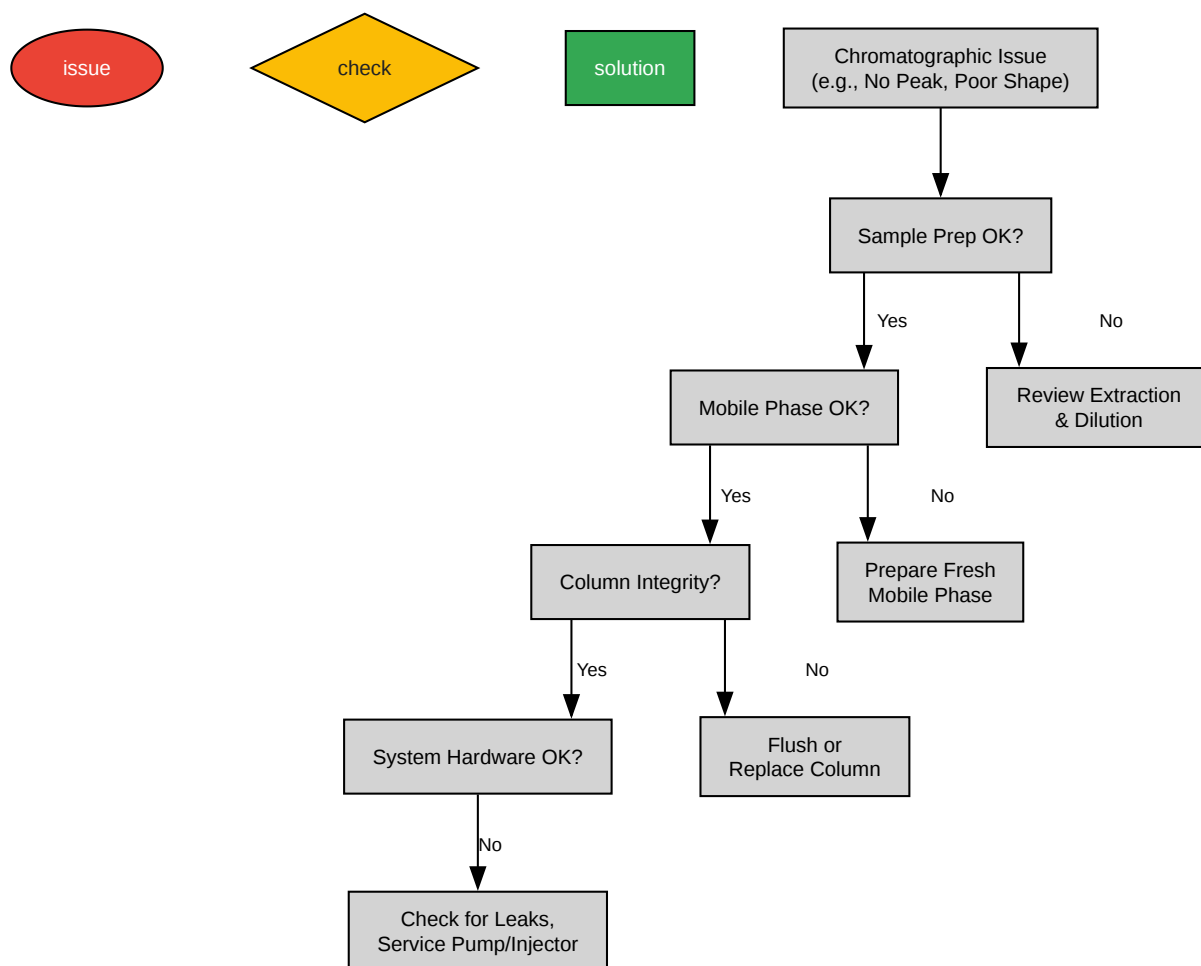 issue
check
solution
Chromatographic Issue
(e.g., No Peak, Poor Shape)
Sample Prep OK?
Yes
No
Mobile Phase OK?
Review Extraction
& Dilution
Yes
No
Column Integrity?
Prepare Fresh
Mobile Phase
Yes
No
System Hardware OK?
Flush or
Replace Column
No
Check for Leaks,
Service Pump/Injector